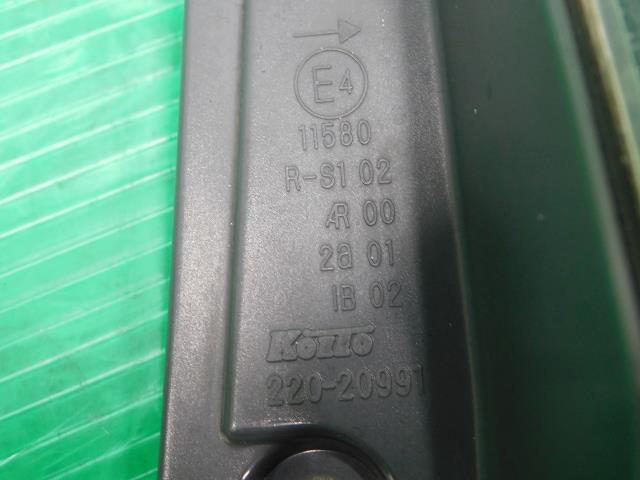 E4
11580
R-S1 02
AR 00
2a 01
IB 02
KOITO
220-20991